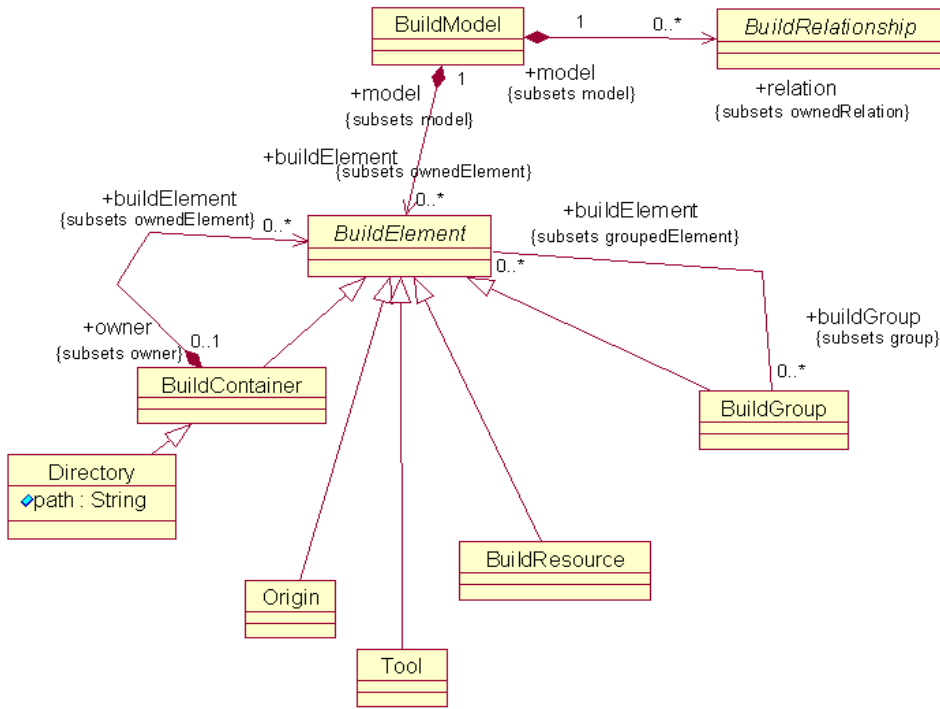 BuildModel
1
0..*
BuildRelationship
+model
{subsets model}
1
+model
{subsets model}
+relation
{subsets ownedRelation}
+buildElement
{subsets ownedElement}
0..*
+buildElement
{subsets ownedElement}
0..*
BuildElement
+buildElement
{subsets groupedElement}
0..*
+owner
{subsets owner}
0..1
+buildGroup
{subsets group}
0..*
BuildContainer
BuildGroup
Directory
path : String
BuildResource
Origin
Tool